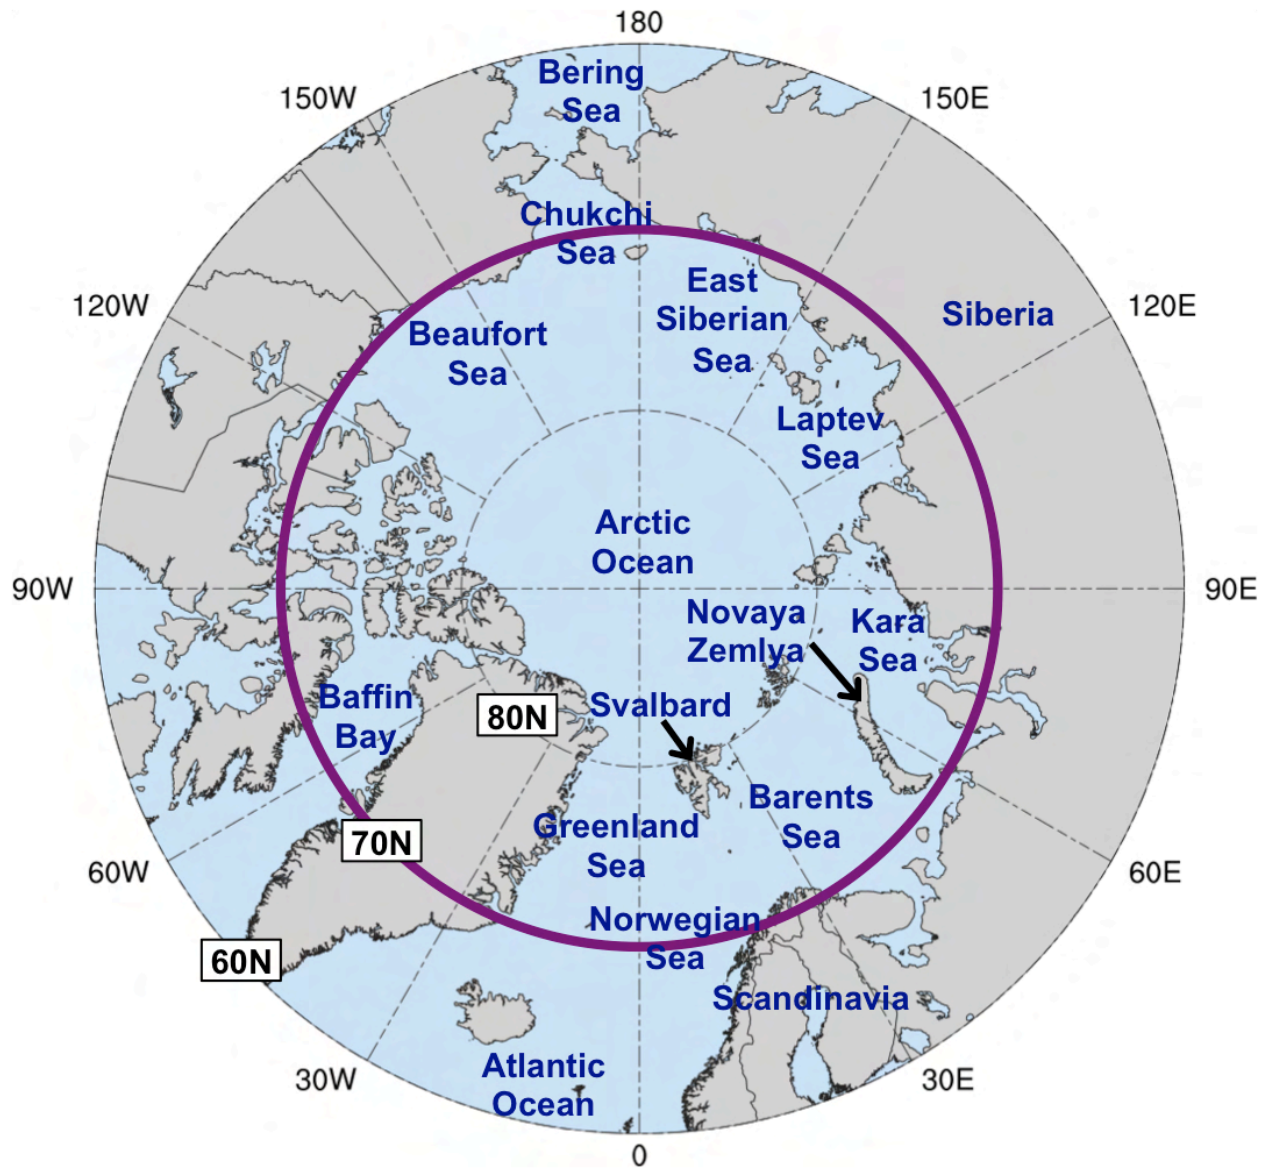 180
Bering
Sea
150W
150E
Chukchi
Sea
East
Siberian
Sea
120W
120E
Siberia
Beaufort
Sea
Laptev
Sea
Arctic
Ocean
90W
90E
Novaya
Zemlya
Kara
Sea
Baffin
Bay
80N
Svalbard
Barents
Sea
Greenland
Sea
70N
60W
60E
Norwegian
Sea
60N
Scandinavia
Atlantic
Ocean
30W
30E
0